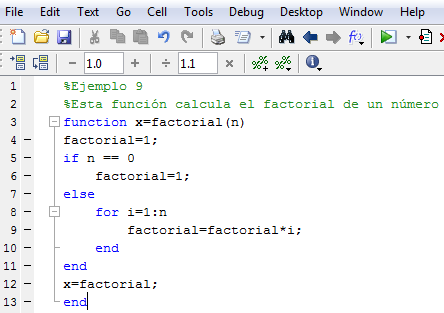 File Edit Text Go Cell Tools Debug Desktop Window Help
1.0 1.1
1 %Ejemplo 9
2 %Esta función calcula el factorial de un número
3 function x=factorial(n)
4 factorial=1;
5 if n == 0
6 factorial=1;
7 else
8 for i=1:n
9 factorial=factorial*i;
10 end
11 end
12 x=factorial;
13 end